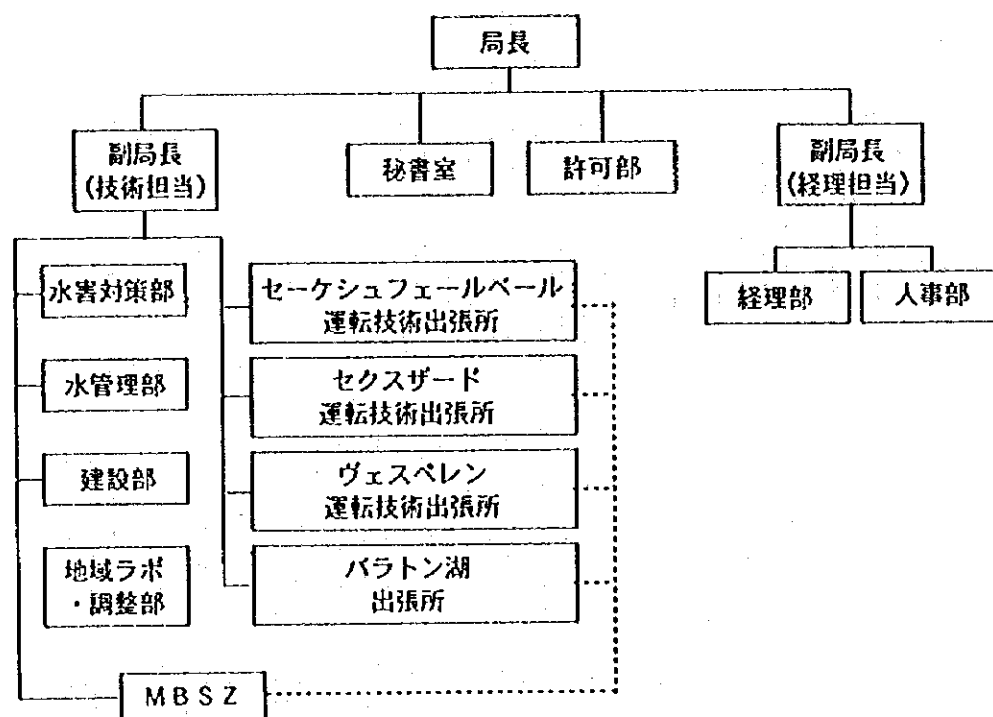 局長
副局長
(技術担当)
秘書室
許可部
副局長
(経理担当)
水害対策部
セーケシュフェールベール
運転技術出張所
経理部
人事部
水管理部
セクスザード
運転技術出張所
建設部
ヴェスペレン
運転技術出張所
地域ラボ
・調整部
バラトン湖
出張所
MBSZ